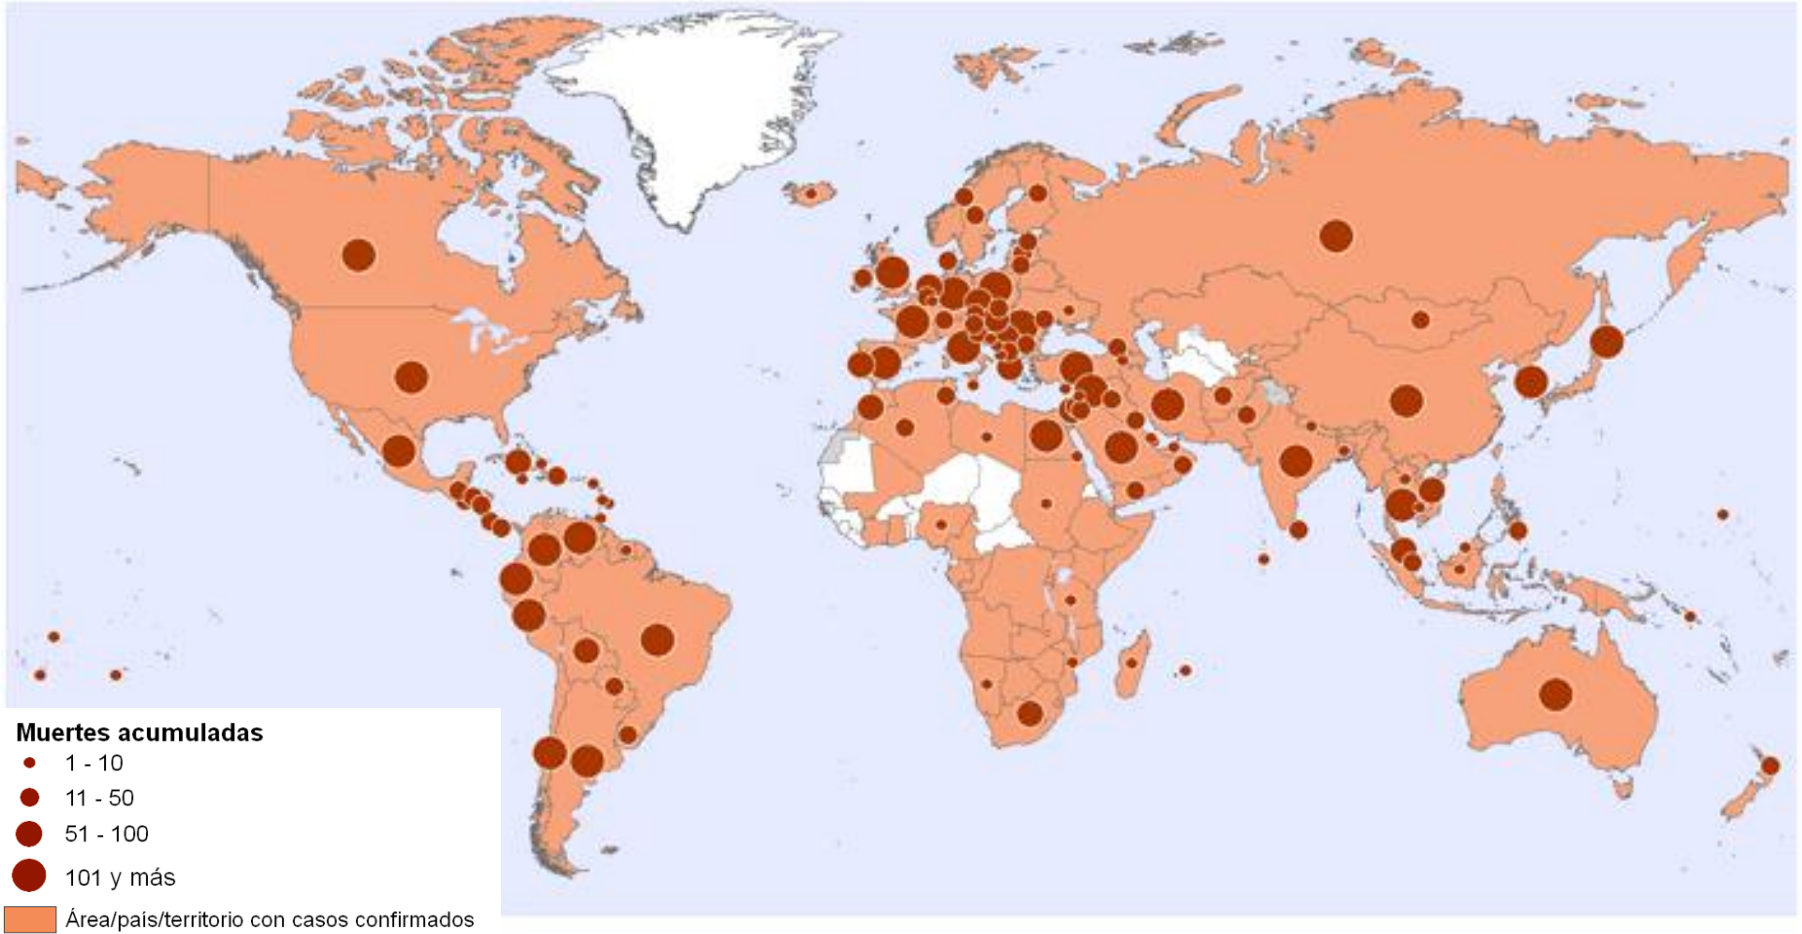 Muertes acumuladas
1 - 10
11 - 50
51 - 100
101 y más
Área/país/territorio con casos confirmados